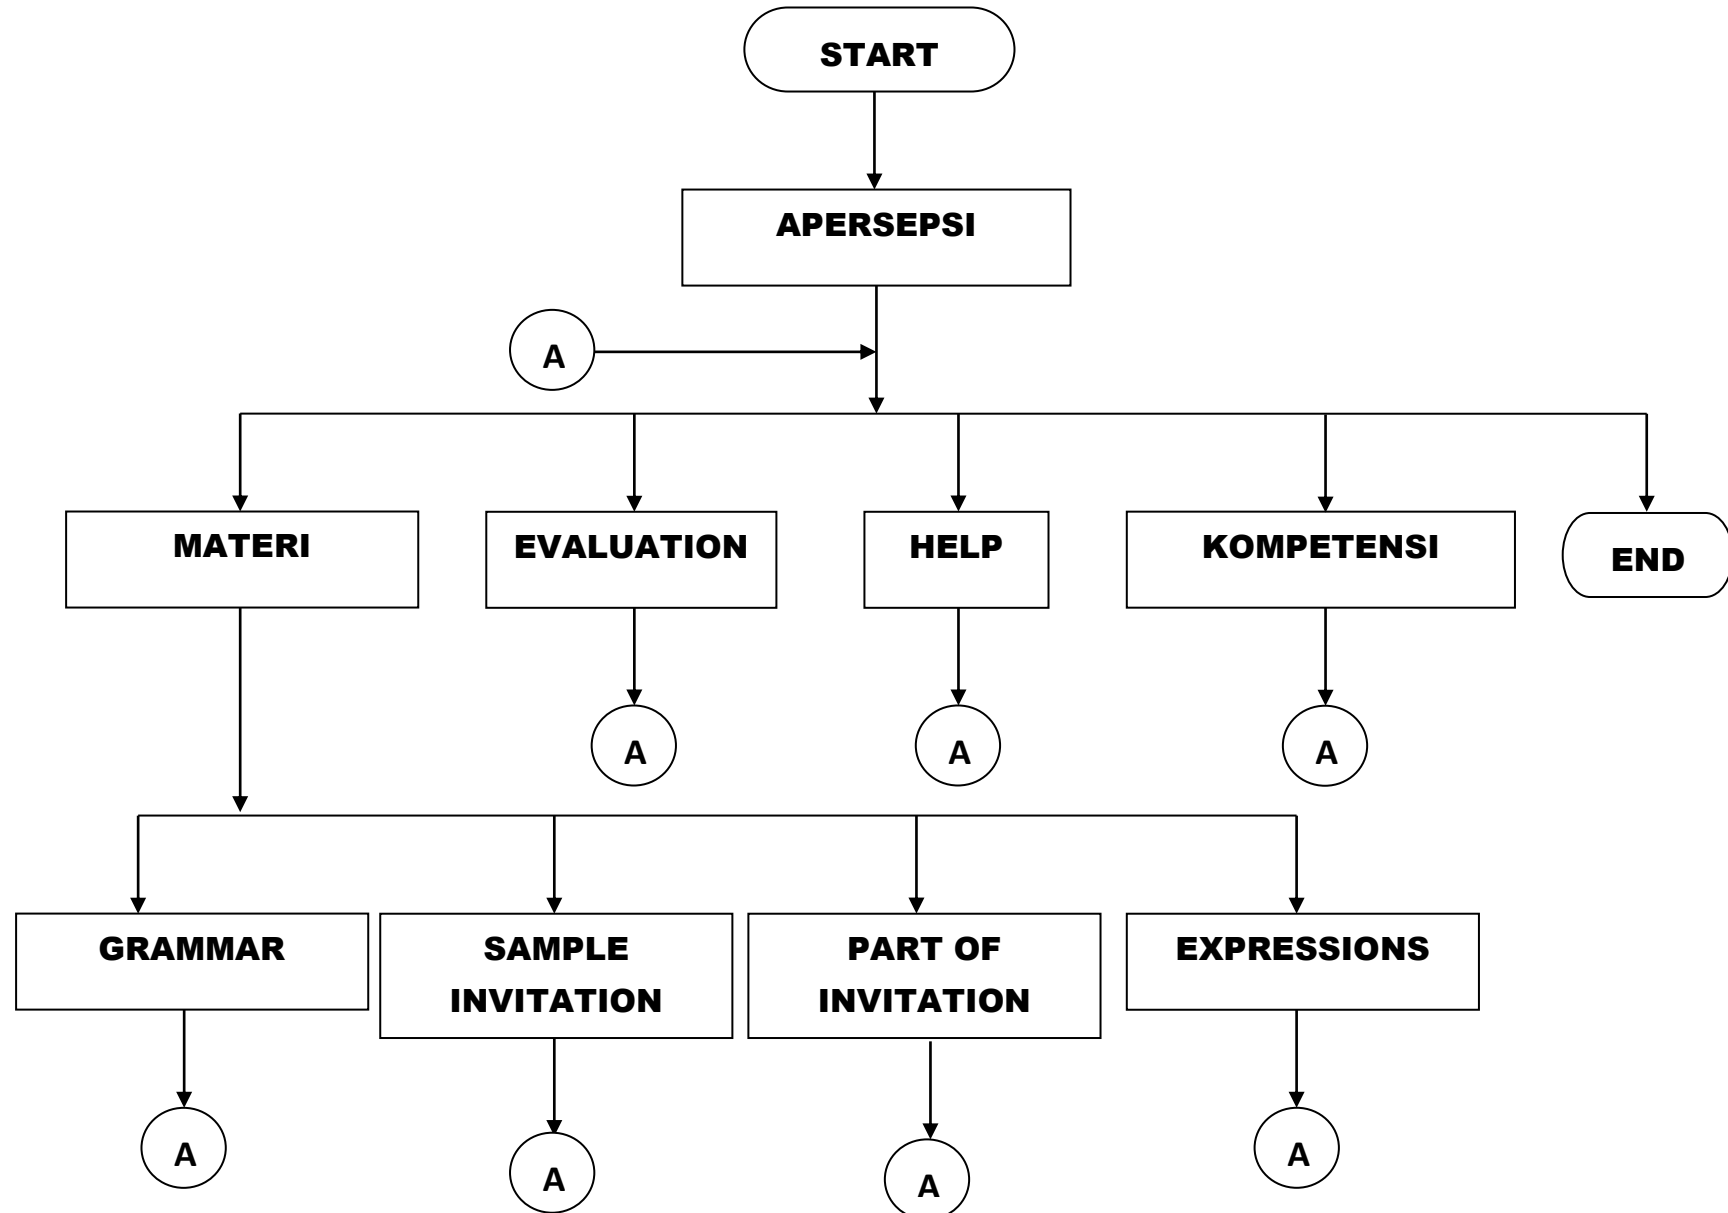 START
APERSEPSI
A
MATERI
EVALUATION
HELP
KOMPETENSI
END
A
A
A
GRAMMAR
SAMPLE
INVITATION
PART OF
INVITATION
EXPRESSIONS
A
A
A
A